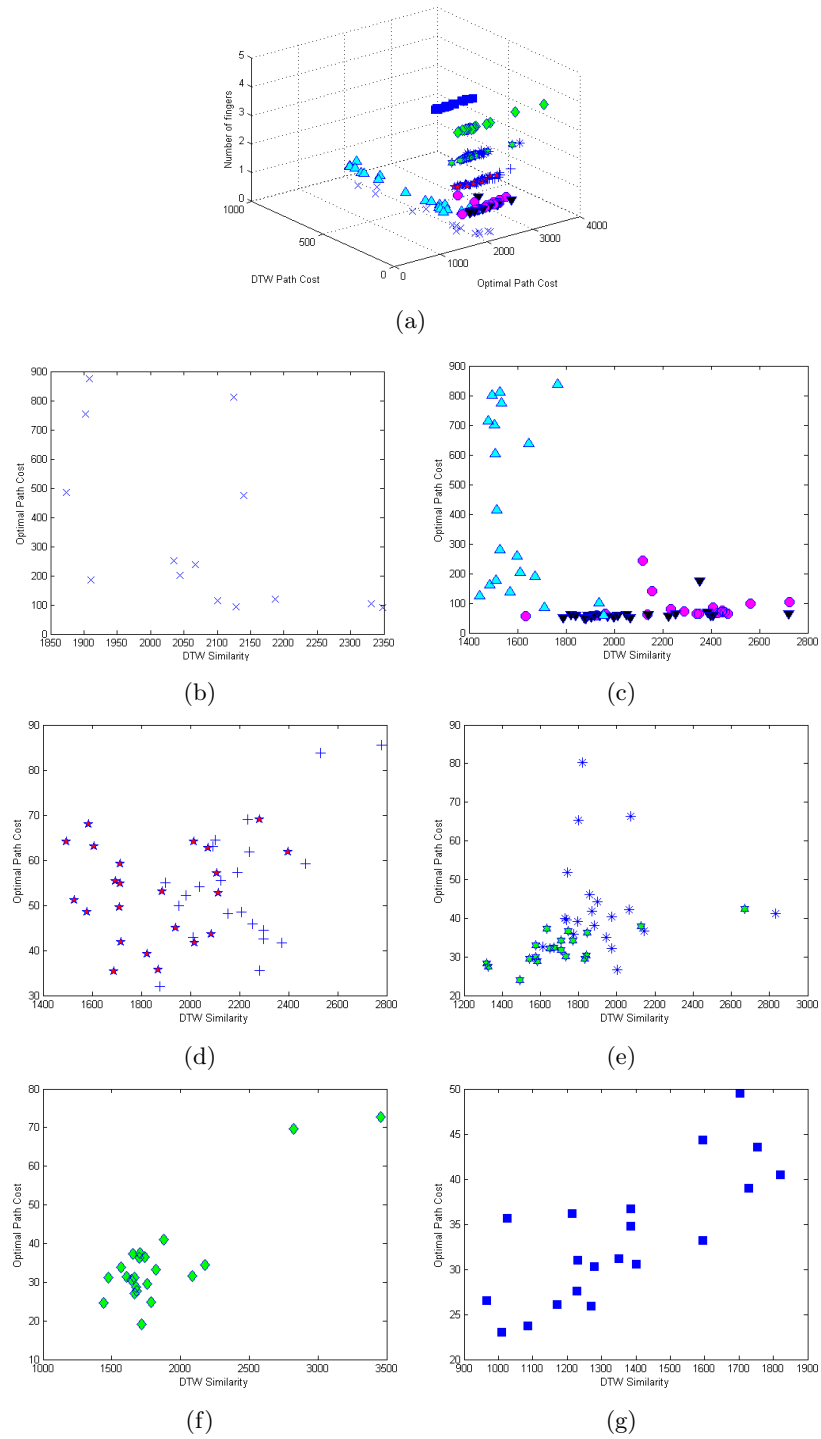 5
4
3
2
1
0
Number of fingers
1000
500
0
DTW Path Cost
0
1000
2000
3000
4000
Optimal Path Cost
(a)
900
800
700
600
500
400
300
200
100
0
Optimal Path Cost
1850 1900 1950 2000 2050 2100 2150 2200 2250 2300 2350
DTW Similarity
(b)
900
800
700
600
500
400
300
200
100
0
Optimal Path Cost
1400 1600 1800 2000 2200 2400 2600 2800
DTW Similarity
(c)
90
80
70
60
50
40
30
Optimal Path Cost
1400 1600 1800 2000 2200 2400 2600 2800
DTW Similarity
(d)
90
80
70
60
50
40
30
20
Optimal Path Cost
1200 1400 1600 1800 2000 2200 2400 2600 2800 3000
DTW Similarity
(e)
80
70
60
50
40
30
20
10
Optimal Path Cost
1000 1500 2000 2500 3000 3500
DTW Similarity
(f)
50
45
40
35
30
25
20
Optimal Path Cost
900 1000 1100 1200 1300 1400 1500 1600 1700 1800 1900
DTW Similarity
(g)